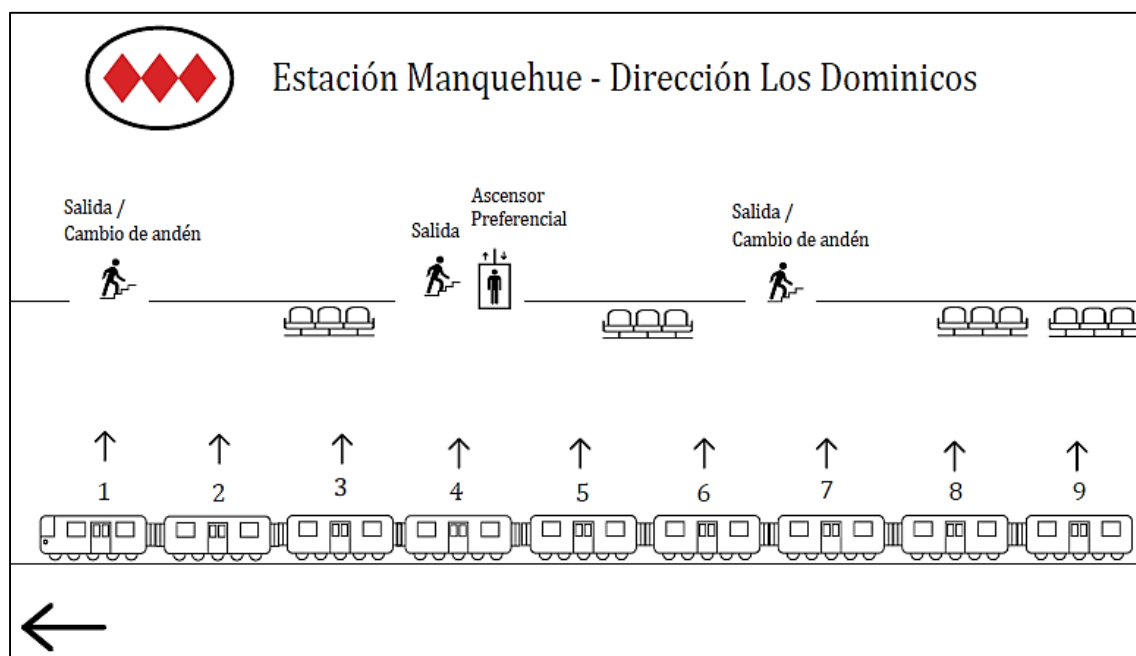 Estación Manquehue - Dirección Los Dominicos
Salida /
Cambio de andén
Salida
Ascensor
Preferencial
Salida /
Cambio de andén
1 2 3 4 5 6 7 8 9